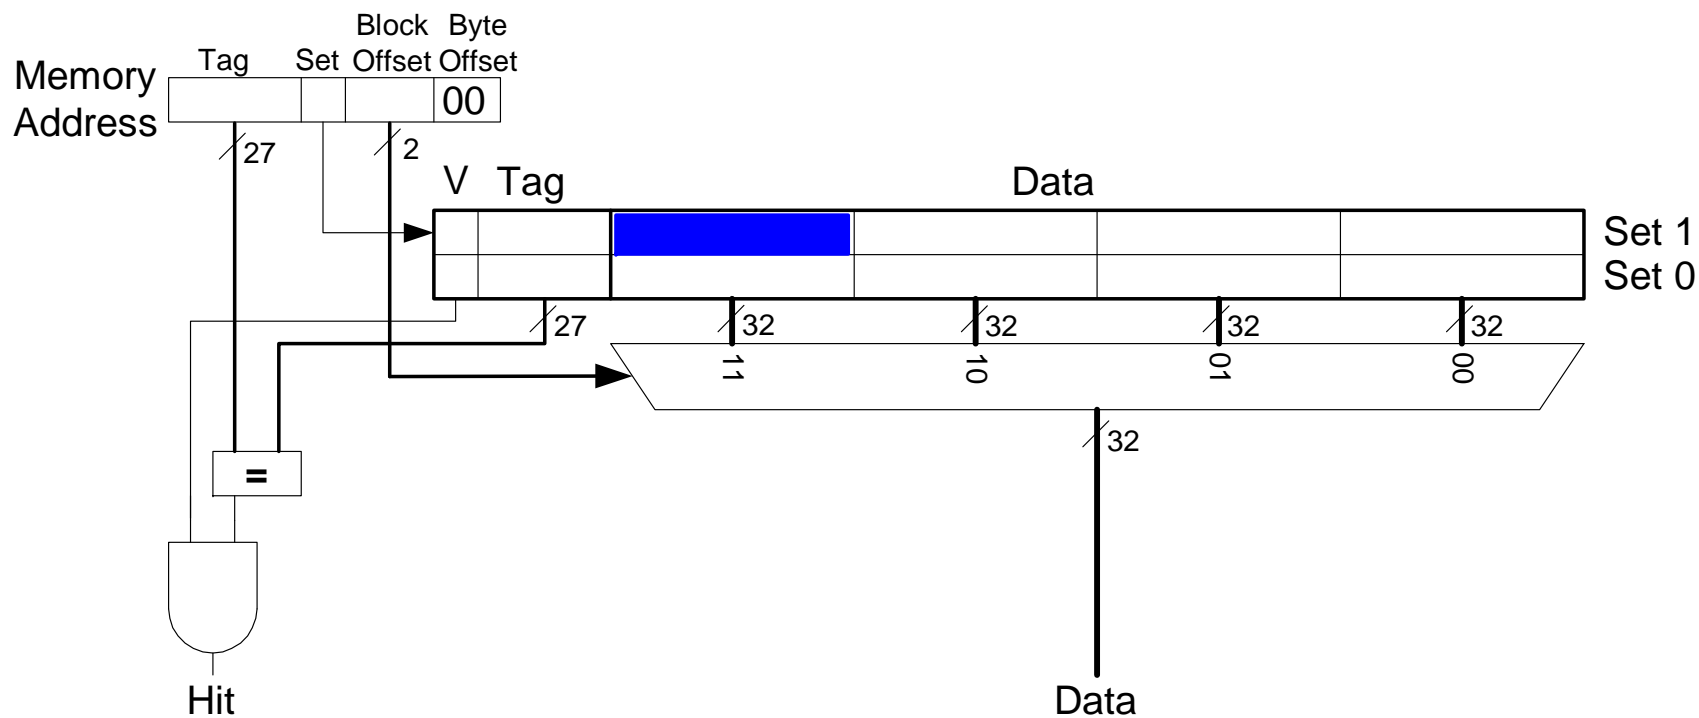 Block Byte
Tag Set Offset Offset
Memory
Address
00
27
2
V Tag Data
Set 1
Set 0
27 32 32 32 32
11 10 01 00
32
=
Hit Data